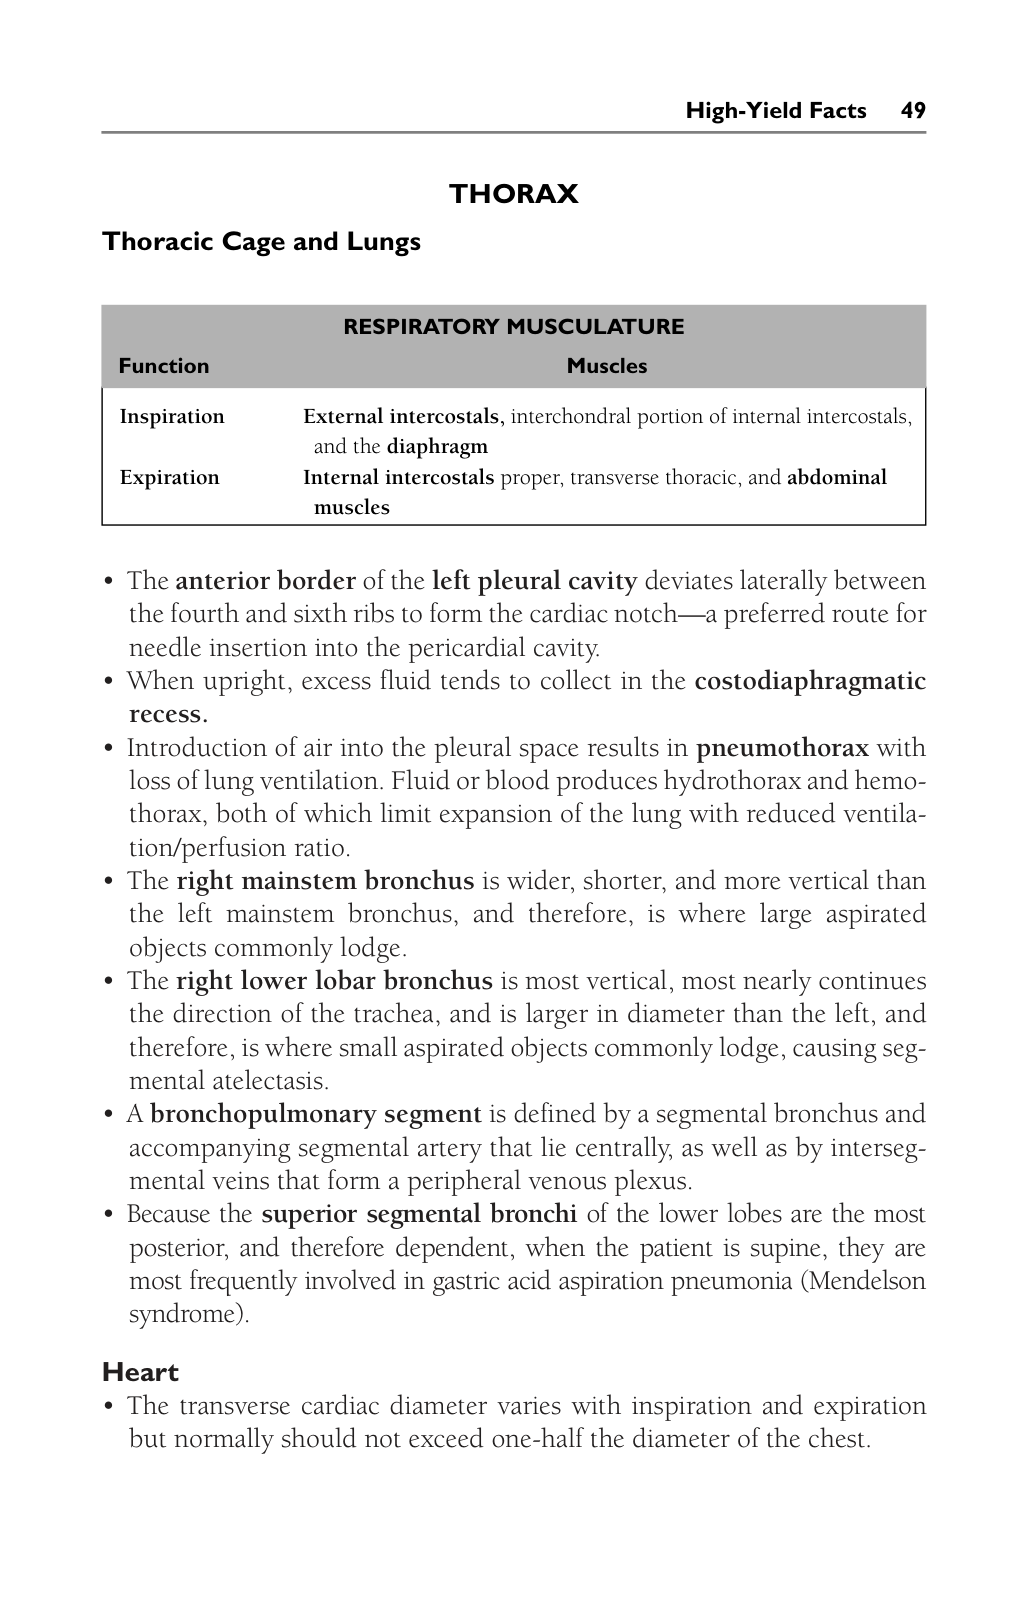 High-Yield Facts 49
THORAX
Thoracic Cage and Lungs
RESPIRATORY MUSCULATURE
Function Muscles
Inspiration External intercostals, interchondral portion of internal intercostals,
and the diaphragm
Expiration Internal intercostals proper, transverse thoracic, and abdominal
muscles
• The anterior border of the left pleural cavity deviates laterally between
the fourth and sixth ribs to form the cardiac notch—a preferred route for
needle insertion into the pericardial cavity.
• When upright, excess fluid tends to collect in the costodiaphragmatic
recess.
• Introduction of air into the pleural space results in pneumothorax with
loss of lung ventilation. Fluid or blood produces hydrothorax and hemo-
thorax, both of which limit expansion of the lung with reduced ventila-
tion/perfusion ratio.
• The right mainstem bronchus is wider, shorter, and more vertical than
the left mainstem bronchus, and therefore, is where large aspirated
objects commonly lodge.
• The right lower lobar bronchus is most vertical, most nearly continues
the direction of the trachea, and is larger in diameter than the left, and
therefore, is where small aspirated objects commonly lodge, causing seg-
mental atelectasis.
• A bronchopulmonary segment is defined by a segmental bronchus and
accompanying segmental artery that lie centrally, as well as by interseg-
mental veins that form a peripheral venous plexus.
• Because the superior segmental bronchi of the lower lobes are the most
posterior, and therefore dependent, when the patient is supine, they are
most frequently involved in gastric acid aspiration pneumonia (Mendelson
syndrome).
Heart
• The transverse cardiac diameter varies with inspiration and expiration
but normally should not exceed one-half the diameter of the chest.